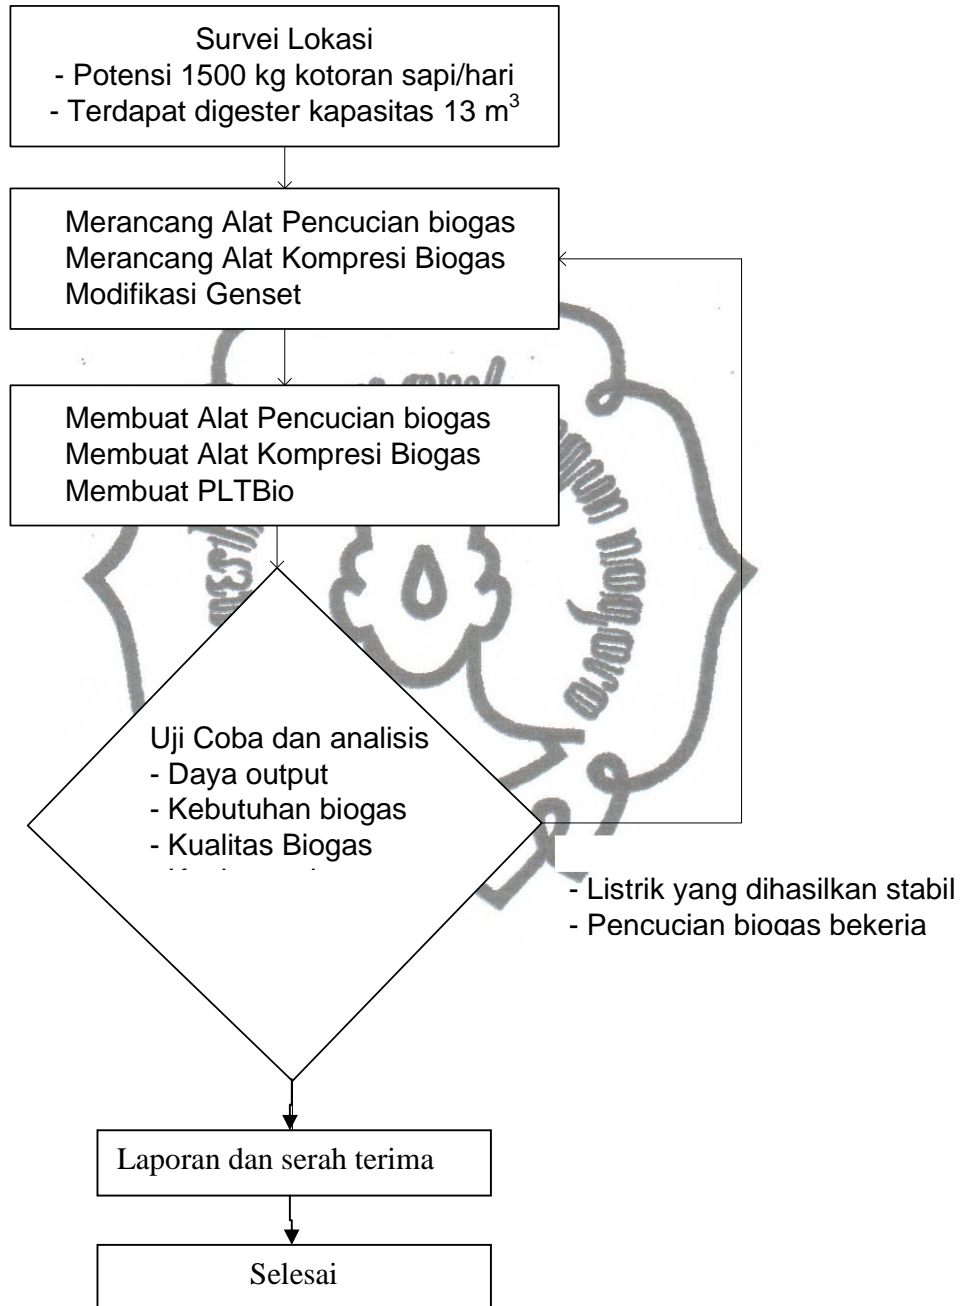 Survei Lokasi
- Potensi 1500 kg kotoran sapi/hari
- Terdapat digester kapasitas 13 m³
Merancang Alat Pencucian biogas
Merancang Alat Kompresi Biogas
Modifikasi Genset
Membuat Alat Pencucian biogas
Membuat Alat Kompresi Biogas
Membuat PLTBio
Uji Coba dan analisis
- Daya output
- Kebutuhan biogas
- Kualitas Biogas
- Listrik yang dihasilkan stabil
- Pencucian biogas bekerja
Laporan dan serah terima
Selesai